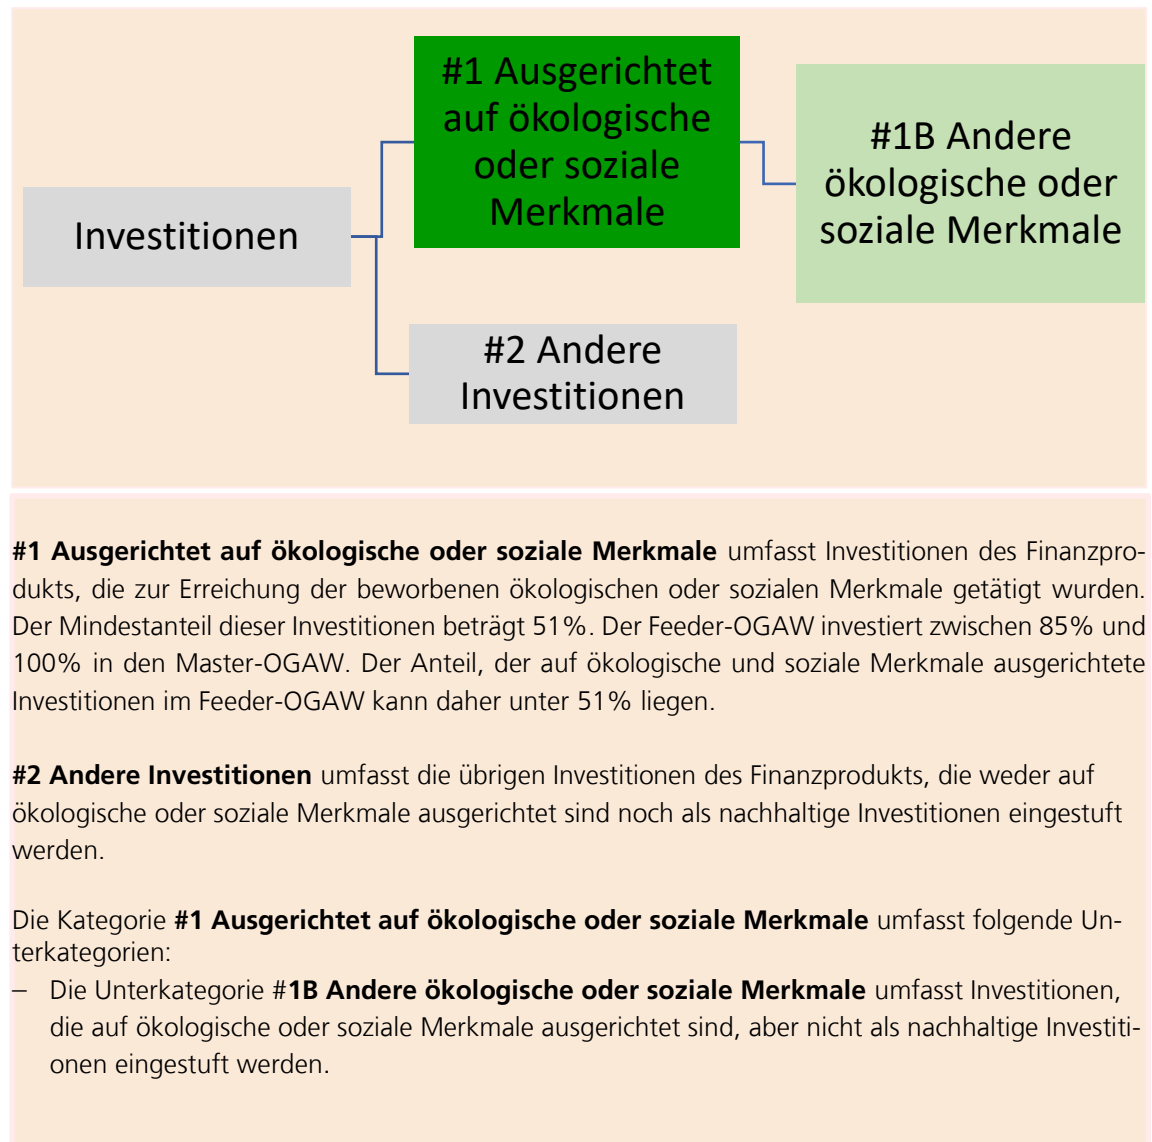 #1 Ausgerichtet
auf ökologische
oder soziale
Merkmale
#1B Andere
ökologische oder
soziale Merkmale
Investitionen
#2 Andere
Investitionen
#1 Ausgerichtet auf ökologische oder soziale Merkmale umfasst Investitionen des Finanzpro-
dukts, die zur Erreichung der beworbenen ökologischen oder sozialen Merkmale getätigt wurden.
Der Mindestanteil dieser Investitionen beträgt 51%. Der Feeder-OGAW investiert zwischen 85% und
100% in den Master-OGAW. Der Anteil, der auf ökologische und soziale Merkmale ausgerichtete
Investitionen im Feeder-OGAW kann daher unter 51% liegen.
#2 Andere Investitionen umfasst die übrigen Investitionen des Finanzprodukts, die weder auf
ökologische oder soziale Merkmale ausgerichtet sind noch als nachhaltige Investitionen eingestuft
werden.
Die Kategorie #1 Ausgerichtet auf ökologische oder soziale Merkmale umfasst folgende Un-
terkategorien:
– Die Unterkategorie #1B Andere ökologische oder soziale Merkmale umfasst Investitionen,
die auf ökologische oder soziale Merkmale ausgerichtet sind, aber nicht als nachhaltige Investiti-
onen eingestuft werden.